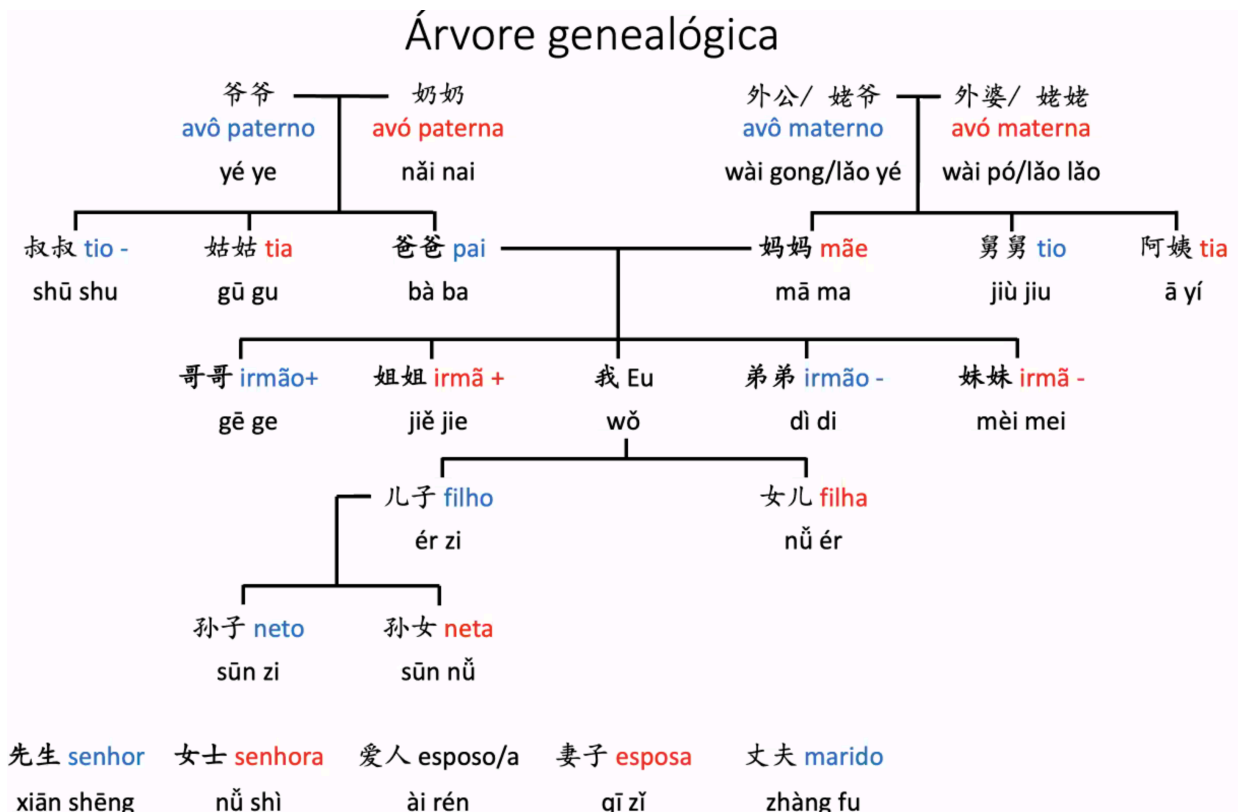 Árvore genealógica
爷爷 奶奶 外公/ 姥爷 外婆/ 姥姥
avô paterno avó paterna avô materno avó materna
yé ye nǎi nai wài gong/lǎo yé wài pó/lǎo lǎo
叔叔 tio - 姑姑 tia 爸爸 pai 妈妈 mãe 舅舅 tio 阿姨 tia
shū shu gū gu bà ba mā ma jiù jiu ā yí
哥哥 irmão+ 姐姐 irmã + 我 Eu 弟弟 irmão - 妹妹 irmã -
gē ge jiě jie wǒ dì di mèi mei
儿子 filho 女儿 filha
ér zi nǚ ér
孙子 neto 孙女 neta
sūn zi sūn nǚ
先生 senhor 女士 senhora 爱人 esposo/a 妻子 esposa 丈夫 marido
xiān shēng nǚ shì ài rén qī zǐ zhàng fu